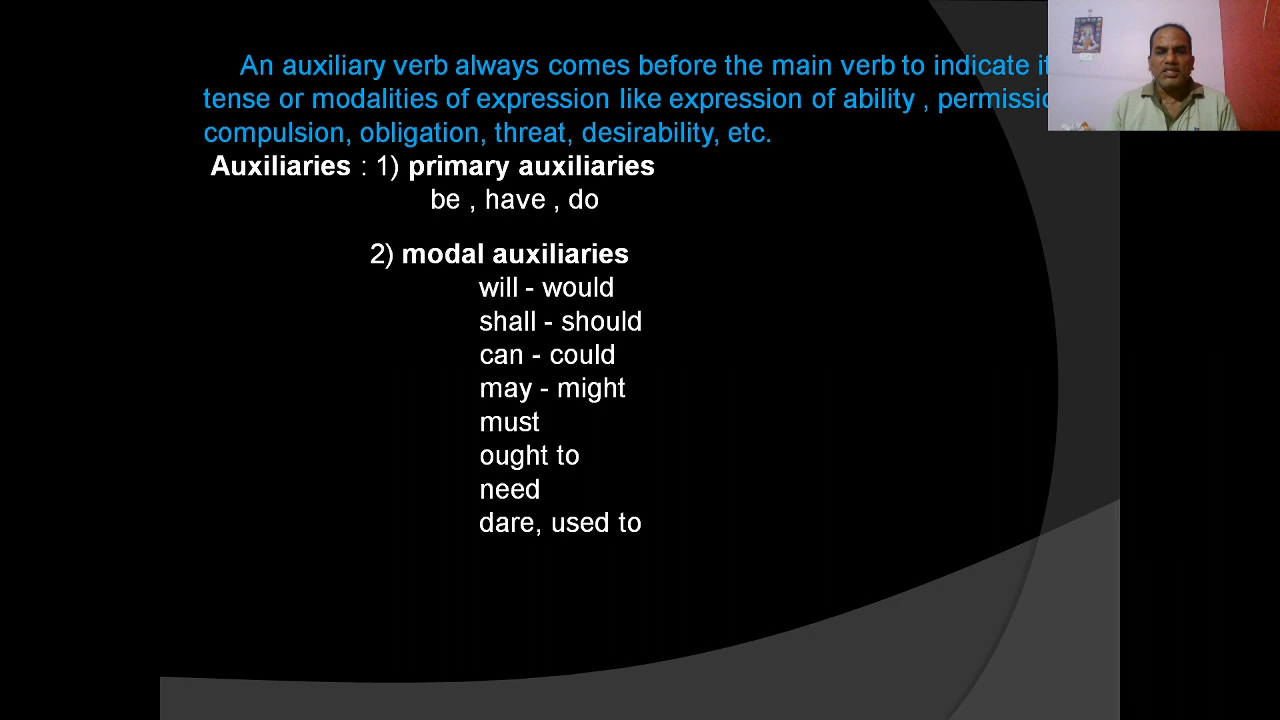 An auxiliary verb always comes before the main verb to indicate
tense or modalities of expression like expression of ability ,
compulsion, obligation, threat, desirability, etc.
Auxiliaries : 1) primary auxiliaries
be , have , do
2) modal auxiliaries
will - would
shall - should
can - could
may - might
must
ought to
need
dare, used to